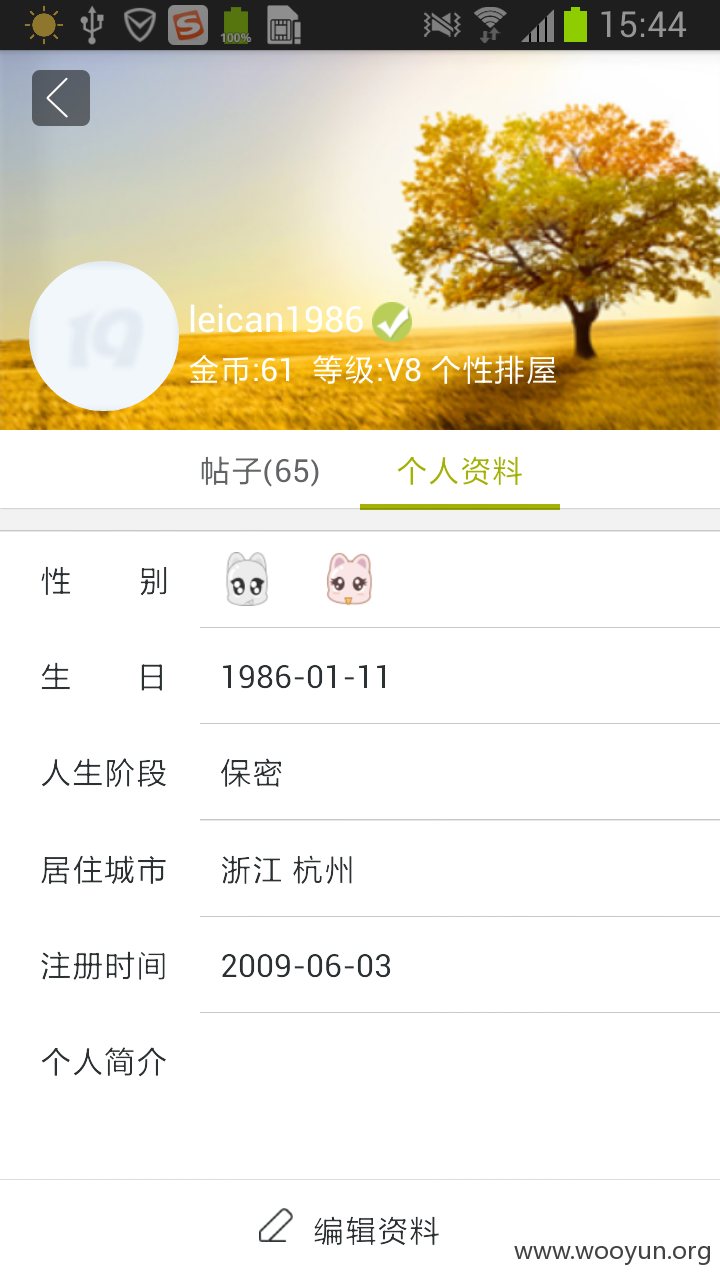 100%
15:44
19
leican1986
金币:61 等级:V8 个性排屋
帖子(65) 个人资料
性别
生日 1986-01-11
人生阶段 保密
居住城市 浙江 杭州
注册时间 2009-06-03
个人简介
编辑资料
www.wooyun.org